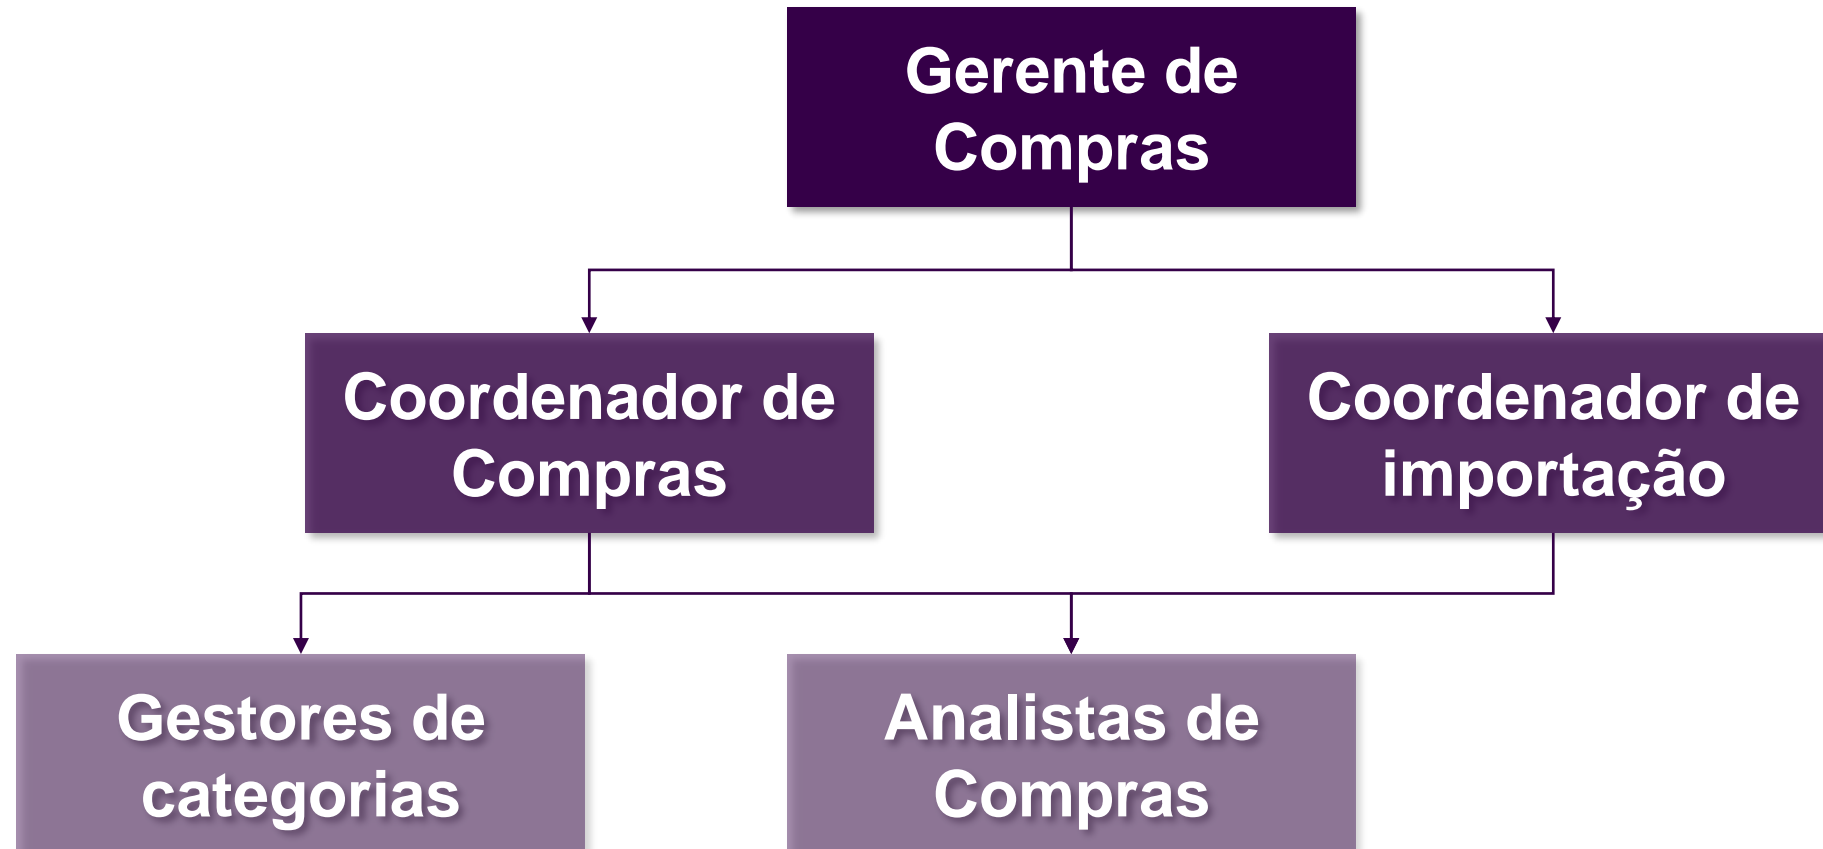 Gerente de
Compras
Coordenador de
Compras
Coordenador de
importação
Gestores de
categorias
Analistas de
Compras